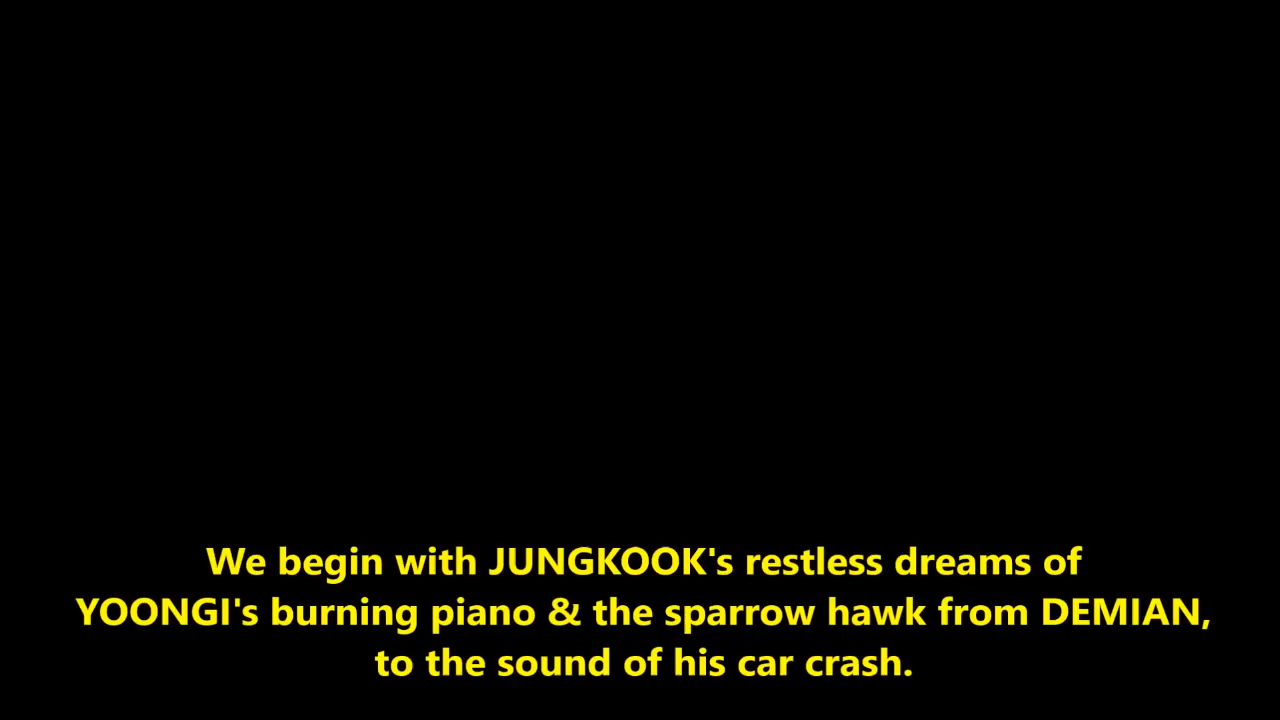 We begin with JUNGKOOK's restless dreams of
YOONGI's burning piano & the sparrow hawk from DEMIAN,
to the sound of his car crash.